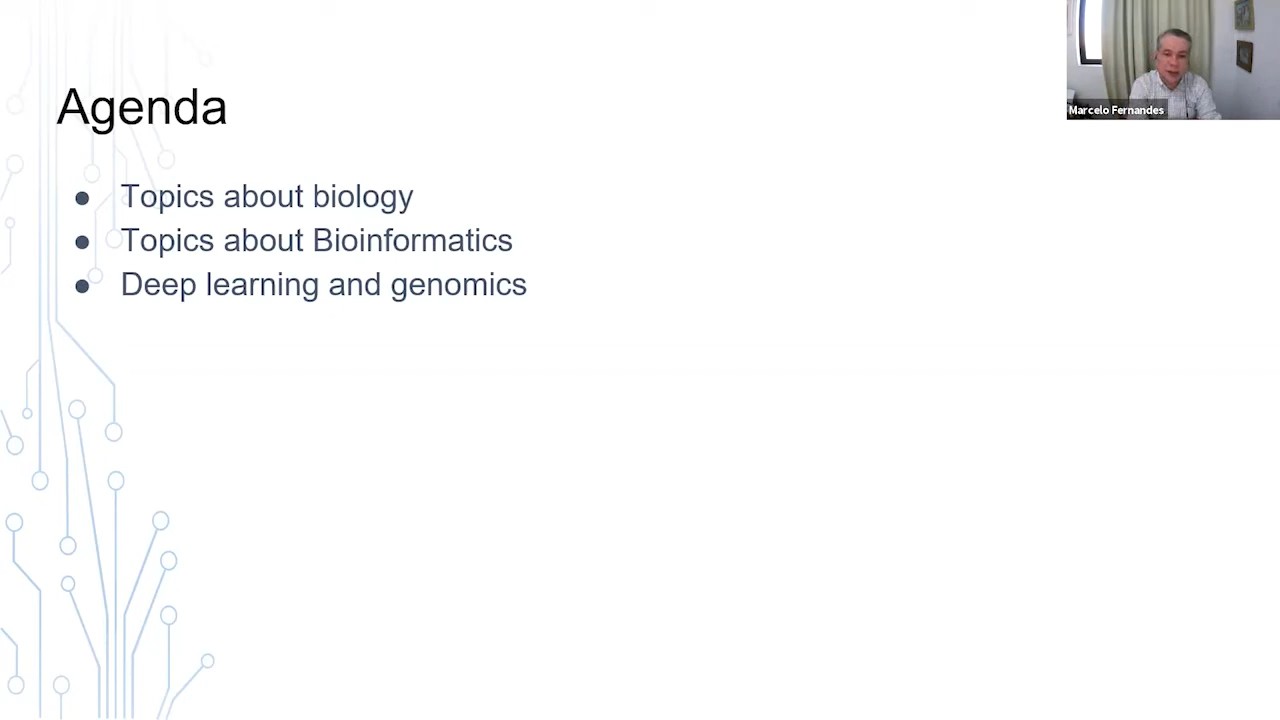 Agenda
● Topics about biology
● Topics about Bioinformatics
● Deep learning and genomics
Marcelo Fernandes